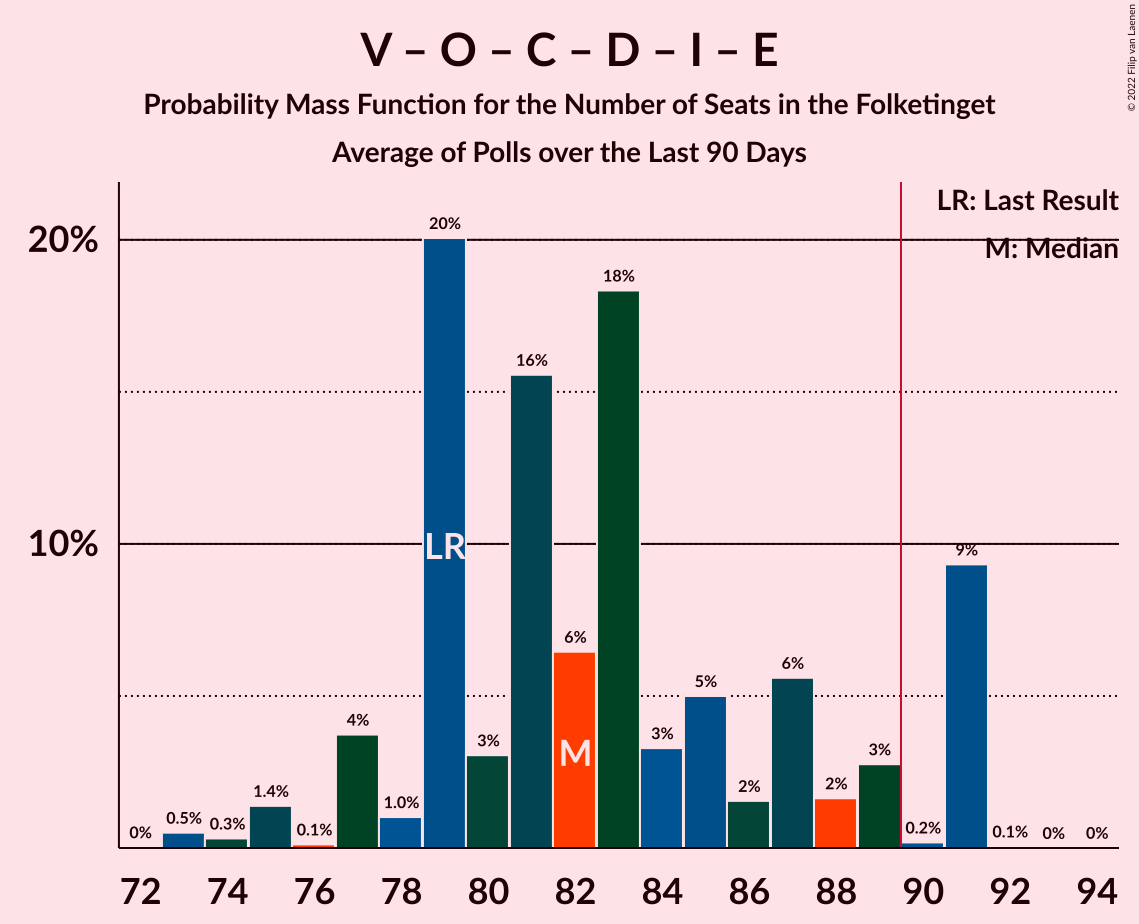 V – O – C – D – I – E
Probability Mass Function for the Number of Seats in the Folketinget
Average of Polls over the Last 90 Days
© 2022 Filip van Laenen
LR: Last Result
M: Median
20%
10%
0%
0.5%
0.3%
1.4%
0.1%
4%
1.0%
20%
3%
16%
6%
18%
3%
5%
2%
6%
2%
3%
0.2%
9%
0.1%
0%
0%
LR
M
72 74 76 78 80 82 84 86 88 90 92 94